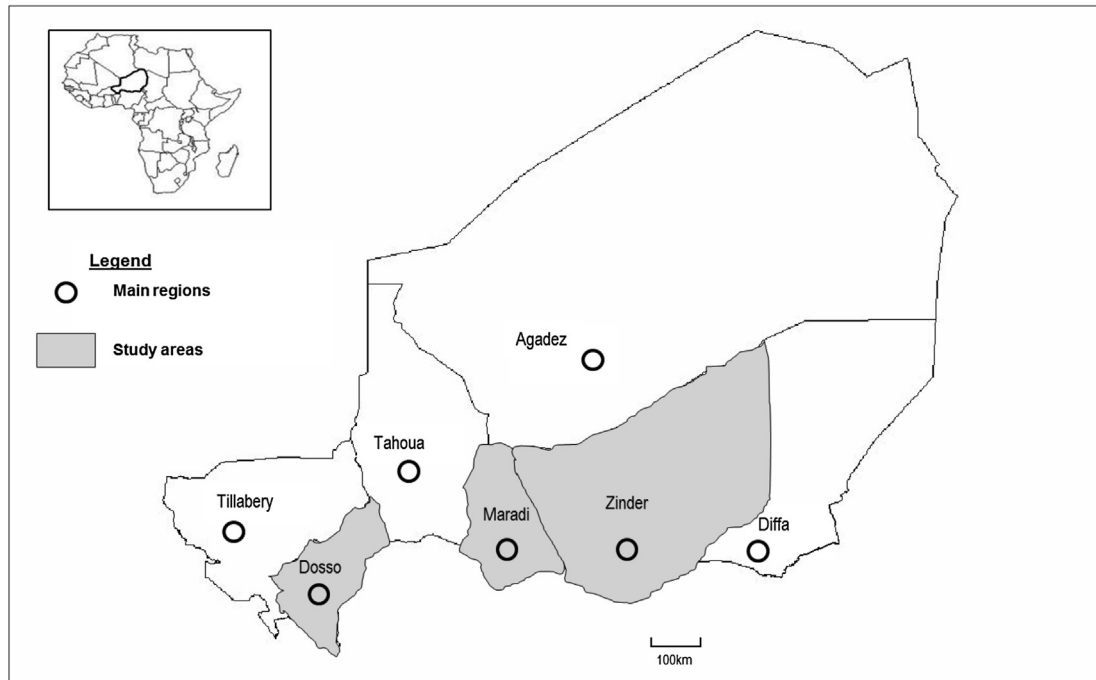 Legend
Main regions
Study areas
Agadez
Tahoua
Tillabery
Maradi
Zinder
Diffa
Dosso
100km